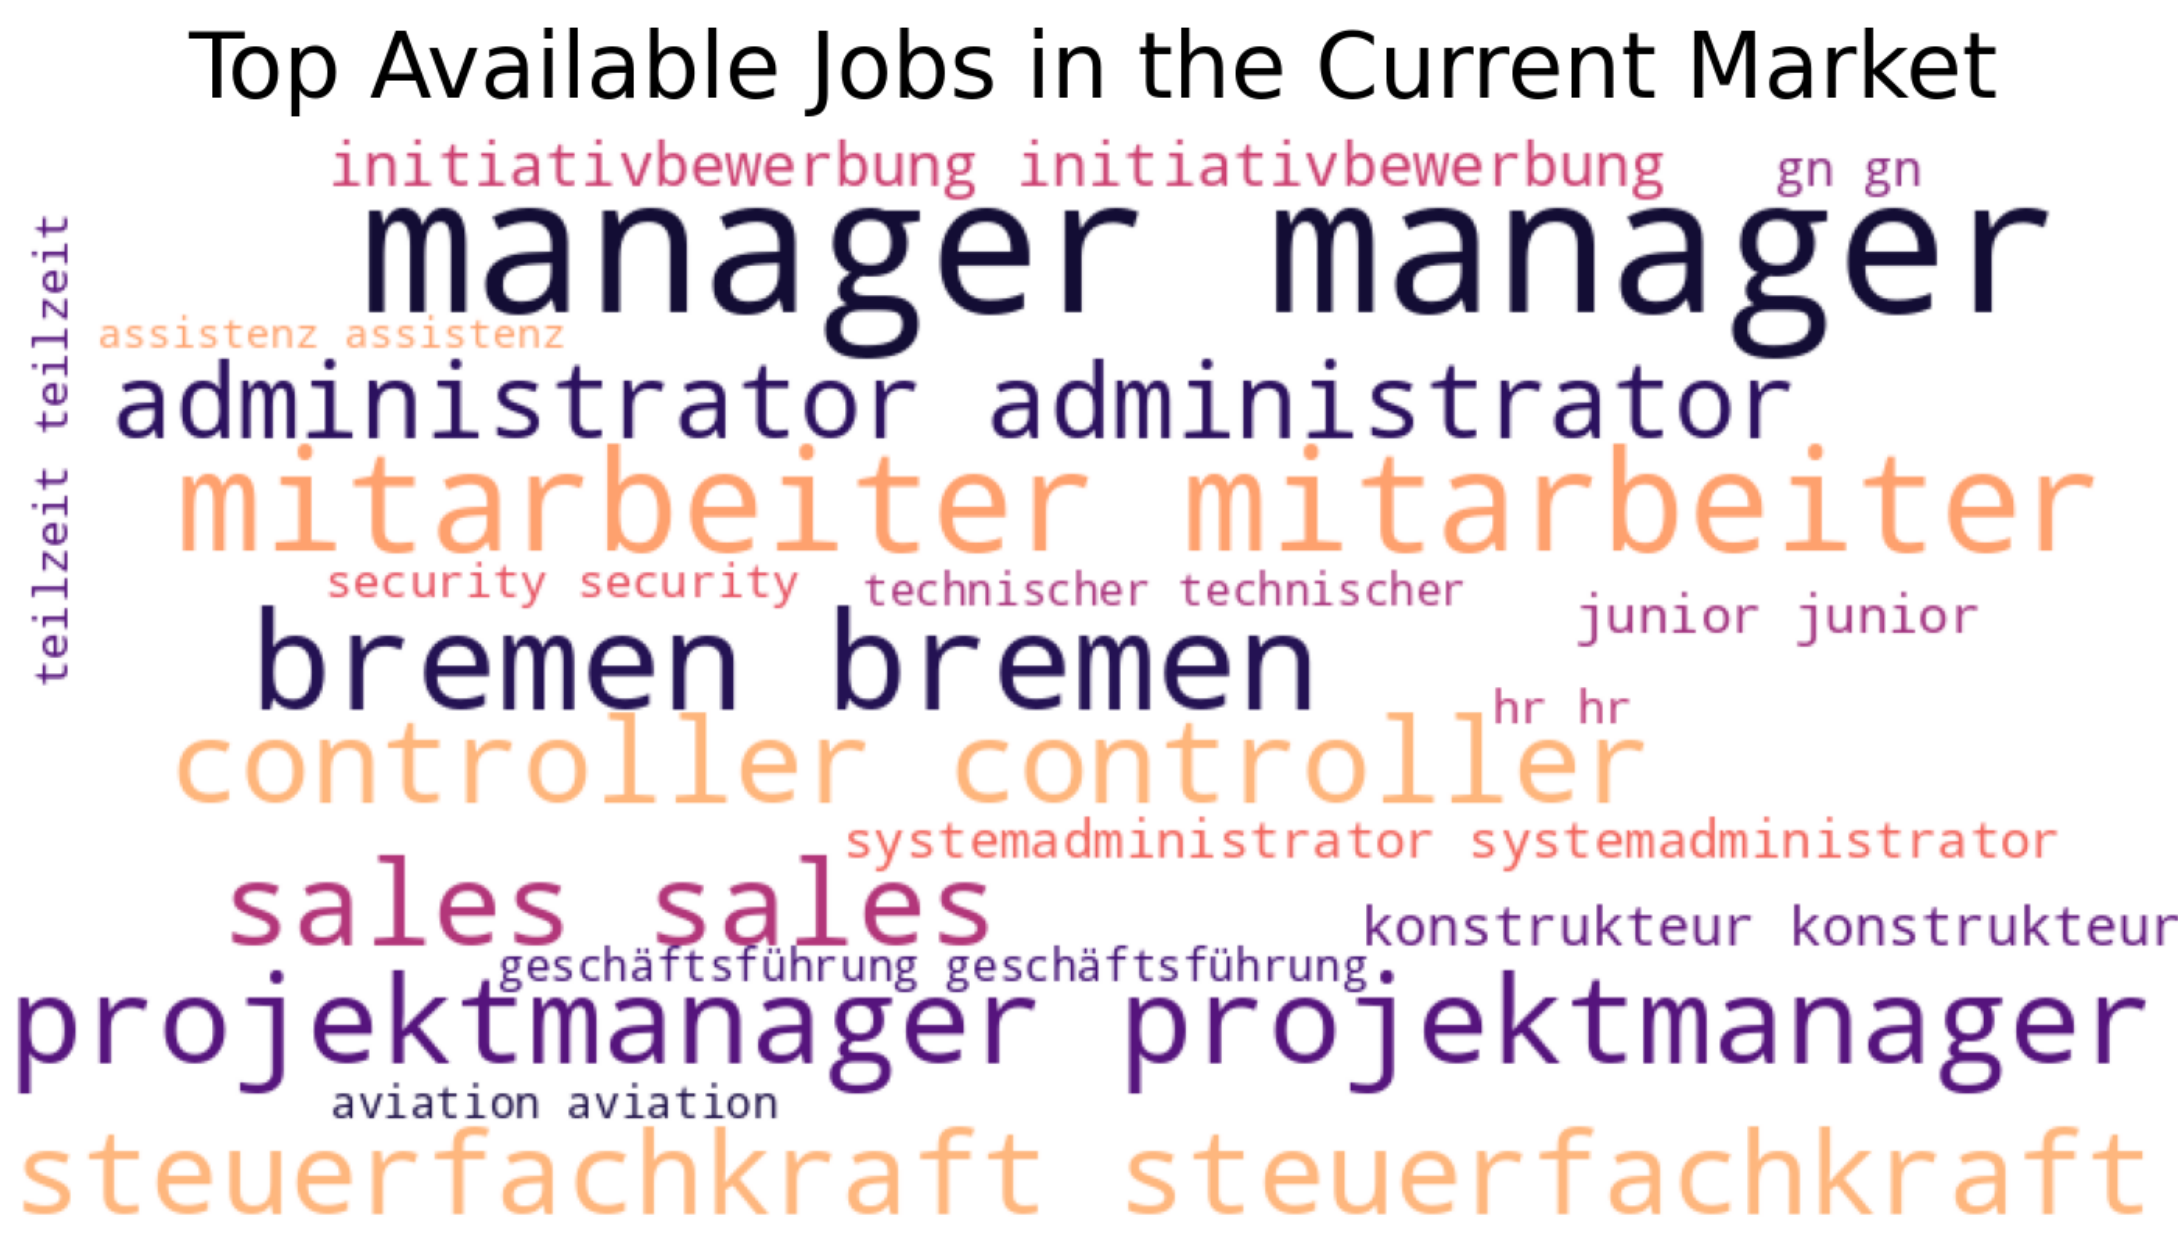 Top Available Jobs in the Current Market
initiativbewerbung initiativbewerbung
gn gn
manager manager
teilzeit teilzeit
assistenz assistenz
administrator administrator
mitarbeiter mitarbeiter
security security
technischer technischer
junior junior
bremen bremen
hr hr
controller controller
systemadministrator systemadministrator
sales sales
konstrukteur konstrukteur
geschäftsführung geschäftsführung
projektmanager projektmanager
aviation aviation
steuerfachkraft steuerfachkraft